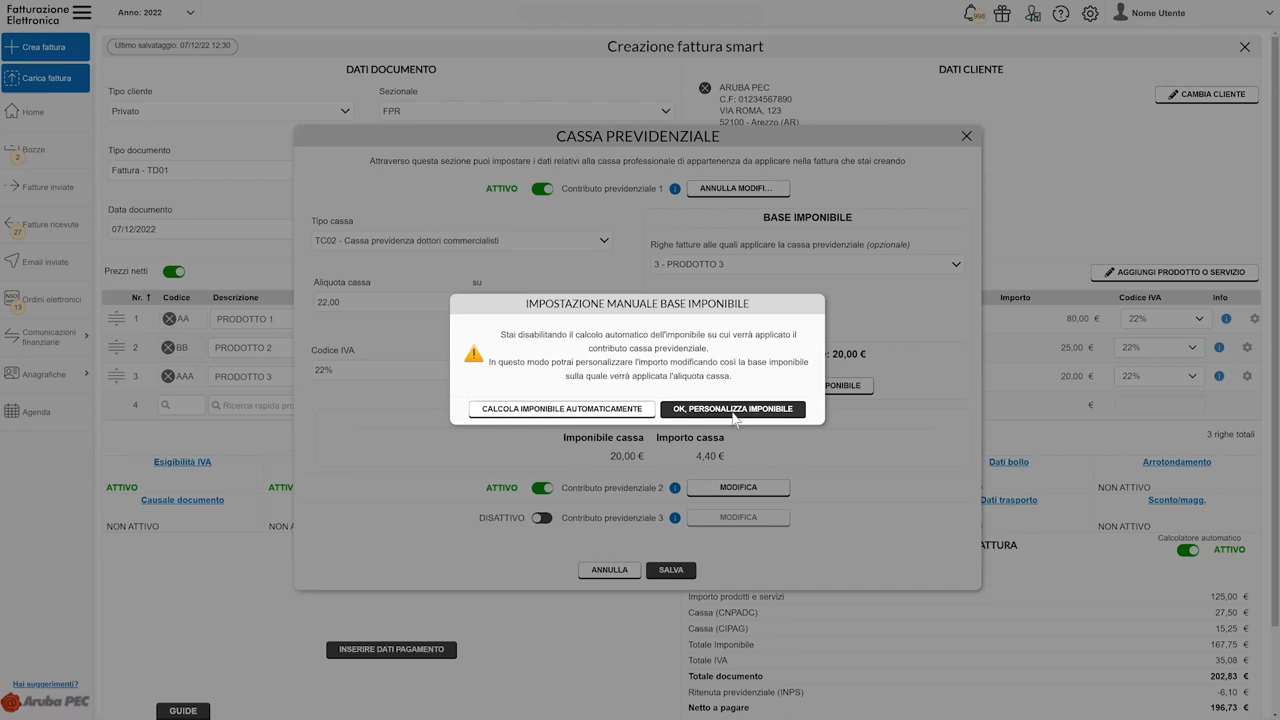 Fatturazione
Elettronica
Anno: 2022
998
Nome Utente
Crea fattura
Carica fattura
Home
Bozze
2
Fatture inviate
Fatture ricevute
27
Email inviate
NSO
Ordini elettronici
13
Comunicazioni
finanziarie
Anagrafiche
Agenda
Hai suggerimenti?
Aruba PEC
Ultimo salvataggio: 07/12/22 12:30
Creazione fattura smart
DATI DOCUMENTO
DATI CLIENTE
Tipo cliente
Sezionale
Privato
FPR
ARUBA PEC
C.F: 01234567890
VIA ROMA, 123
52100 - Arezzo (AR)
CAMBIA CLIENTE
Tipo documento
Fattura - TD01
Data documento
07/12/2022
Prezzi netti
AGGIUNGI PRODOTTO O SERVIZIO
Nr. ↑ Codice Descrizione Importo Codice IVA Info
1 AA PRODOTTO 1 80,00 € 22%
2 BB PRODOTTO 2 25,00 € 22%
3 AAA PRODOTTO 3 20,00 € 22%
4 Ricerca rapida pro €
3 righe totali
CASSA PREVIDENZIALE
Attraverso questa sezione puoi impostare i dati relativi alla cassa professionale di appartenenza da applicare nella fattura che stai creando
ATTIVO Contributo previdenziale 1 ANNULLA MODIFI...
Tipo cassa
TC02 - Cassa previdenza dottori commercialisti
BASE IMPONIBILE
Righe fatture alle quali applicare la cassa previdenziale (opzionale)
3 - PRODOTTO 3
Aliquota cassa su
22,00
Codice IVA
22%
: 20,00 €
PONIBILE
IMPOSTAZIONE MANUALE BASE IMPONIBILE
Stai disabilitando il calcolo automatico dell'imponibile su cui verrà applicato il
contributo cassa previdenziale.
In questo modo potrai personalizzare l'importo modificando così la base imponibile
sulla quale verrà applicata l'aliquota cassa.
CALCOLA IMPONIBILE AUTOMATICAMENTE
OK, PERSONALIZZA IMPONIBILE
Imponibile cassa Importo cassa
20,00 € 4,40 €
ATTIVO Contributo previdenziale 2 MODIFICA
DISATTIVO Contributo previdenziale 3 MODIFICA
ANNULLA SALVA
Esigibilità IVA
ATTIVO ATTIV
Causale documento
NON ATTIVO NON A
Dati bollo Arrotondamento
NON ATTIVO
Dati trasporto Sconto/magg.
NON ATTIVO
ATTURA
Calcolatore automatico
ATTIVO
Importo prodotti e servizi 125,00 €
Cassa (CNPADC) 27,50 €
Cassa (CIPAG) 15,25 €
Totale Imponibile 167,75 €
Totale IVA 35,08 €
Totale documento 202,83 €
Ritenuta previdenziale (INPS) -6,10 €
Netto a pagare 196,73 €
INSERIRE DATI PAGAMENTO
GUIDE